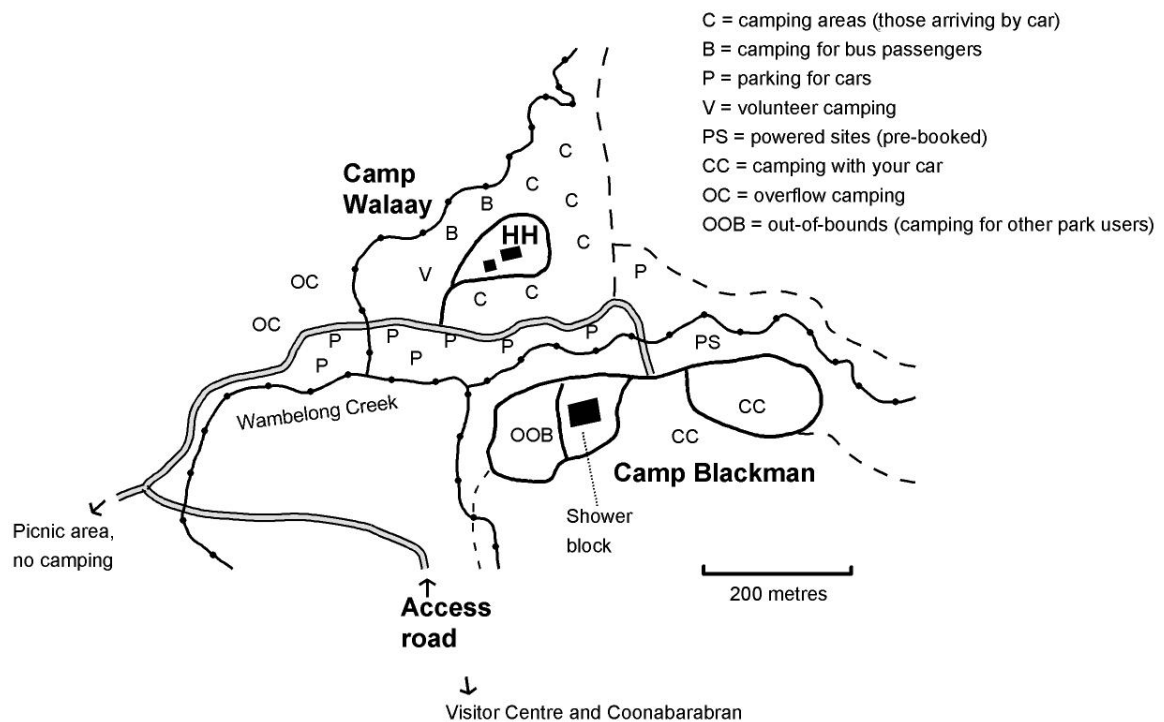 C = camping areas (those arriving by car)
B = camping for bus passengers
P = parking for cars
V = volunteer camping
PS = powered sites (pre-booked)
CC = camping with your car
OC = overflow camping
OOB = out-of-bounds (camping for other park users)
Camp
Walaay
C
C
B
C
B
HH
C
V
P
OC
C
C
OC
P
P
P
P
P
PS
P
P
Wambelong Creek
CC
OOB
CC
Camp Blackman
Picnic area,
no camping
Shower
block
200 metres
Access
road
Visitor Centre and Coonabarabran